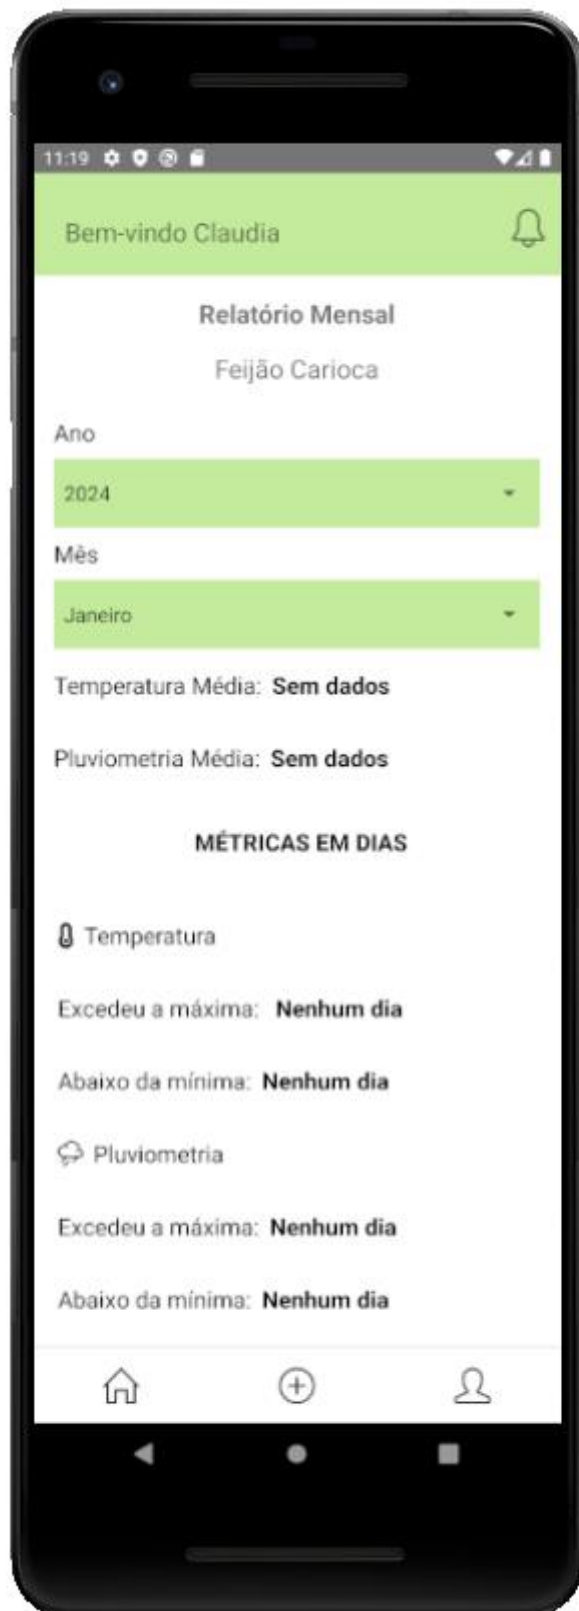 11:19
Bem-vindo Claudia
Relatório Mensal
Feijão Carioca
Ano
2024
Mês
Janeiro
Temperatura Média: Sem dados
Pluviometria Média: Sem dados
MÉTRICAS EM DIAS
Temperatura
Excedeu a máxima: Nenhum dia
Abaixo da mínima: Nenhum dia
Pluviometria
Excedeu a máxima: Nenhum dia
Abaixo da mínima: Nenhum dia